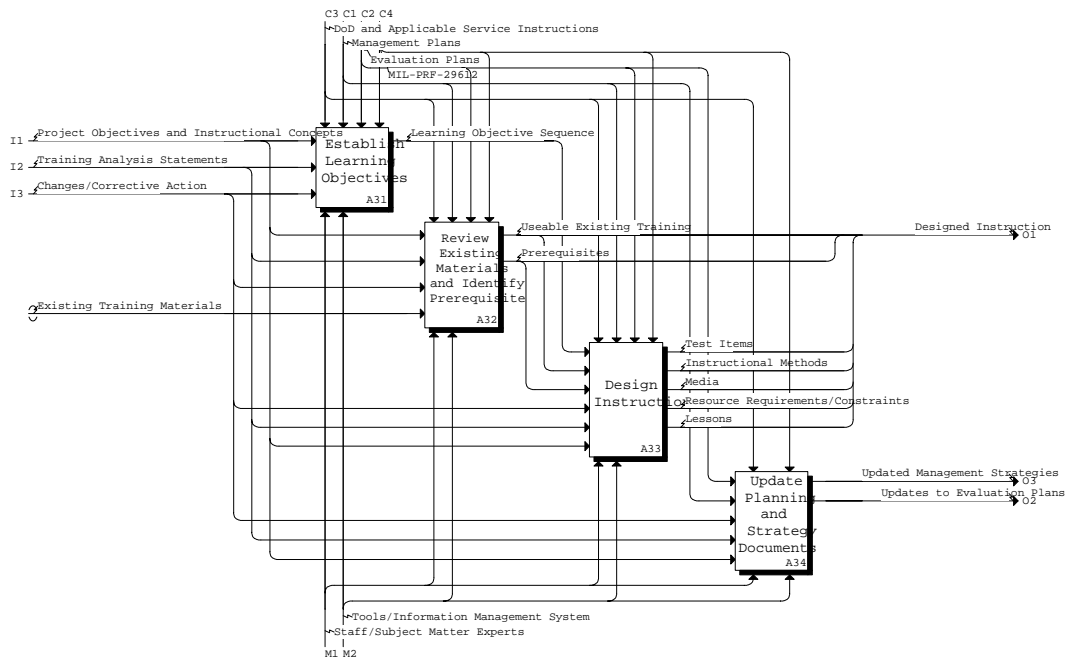 C3 C1 C2 C4
DoD and Applicable Service Instructions
Management Plans
Evaluation Plans
MIL-PRF-29612
I1
Project Objectives and Instructional Concepts
Learning Objective Sequence
Establish
Learning
Objectives
A31
I2
Training Analysis Statements
I3
Changes/Corrective Action
Useable Existing Training
Designed Instruction
O1
Review
Existing
Materials
and Identify
Prerequisite
A32
Prerequisites
Existing Training Materials
Test Items
Instructional Methods
Media
Resource Requirements/Constraints
Lessons
Design
Instruction
A33
Updated Management Strategies
O3
Updates to Evaluation Plans
O2
Update
Planning
and
Strategy
Documents
A34
Tools/Information Management System
Staff/Subject Matter Experts
M1 M2